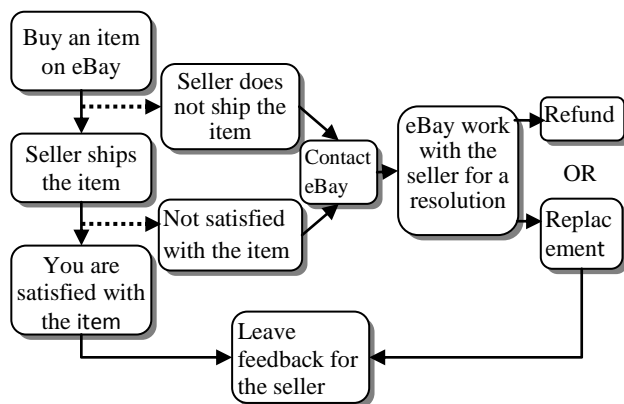 Buy an item
on eBay
Seller does
not ship the
item
Seller ships
the item
Not satisfied
with the item
You are
satisfied with
the item
Contact
eBay
eBay work
with the
seller for a
resolution
Refund
OR
Replac
ement
Leave
feedback for
the seller